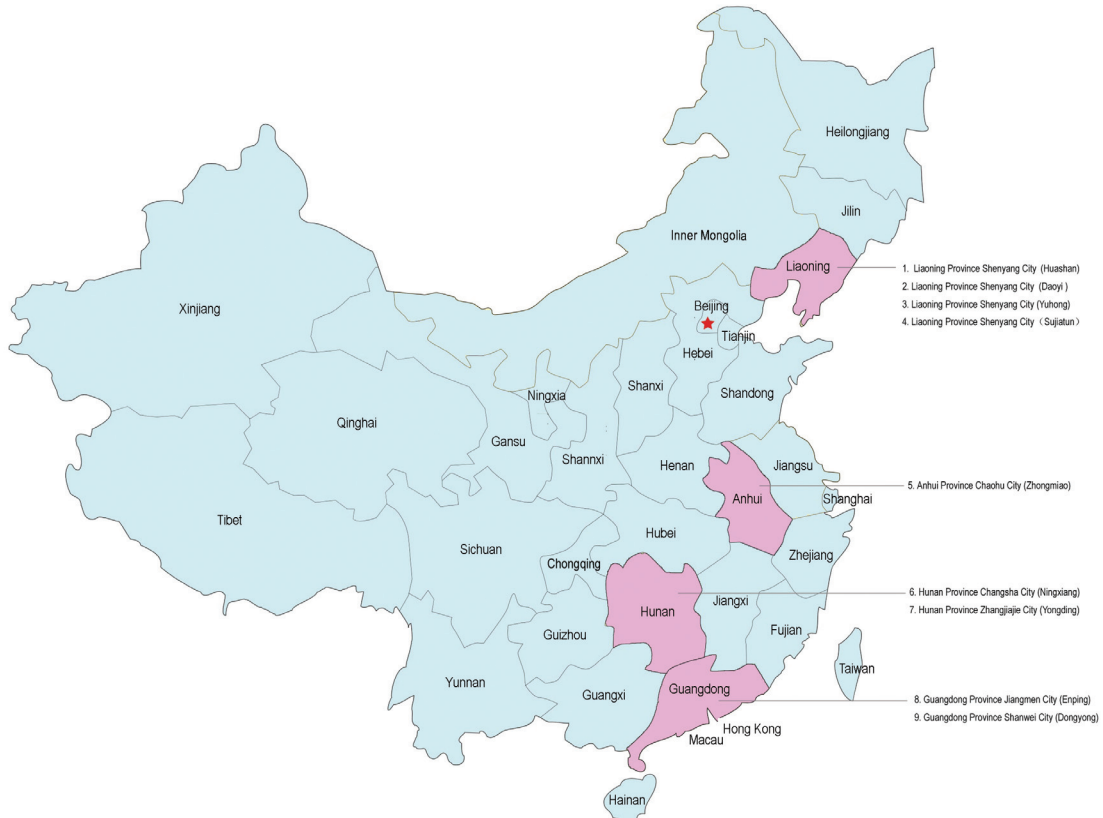 Heilongjiang
Jilin
Inner Mongolia
Liaoning
1. Liaoning Province Shenyang City (Huashan)
2. Liaoning Province Shenyang City (Daoyi )
3. Liaoning Province Shenyang City (Yuhong)
4. Liaoning Province Shenyang City（Sujiatun）
Xinjiang
Beijing
Tianjin
Hebei
Shanxi
Shandong
Ningxia
Qinghai
Gansu
Shannxi
Henan
Jiangsu
5. Anhui Province Chaohu City (Zhongmiao)
Anhui
Shanghai
Tibet
Hubei
Sichuan
Zhejiang
Chongqing
6. Hunan Province Changsha City (Ningxiang)
7. Hunan Province Zhangjiajie City (Yongding)
Jiangxi
Hunan
Guizhou
Fujian
Taiwan
Yunnan
Guangxi
Guangdong
8. Guangdong Province Jiangmen City (Enping)
9. Guangdong Province Shanwei City (Dongyong)
Hong Kong
Macau
Hainan